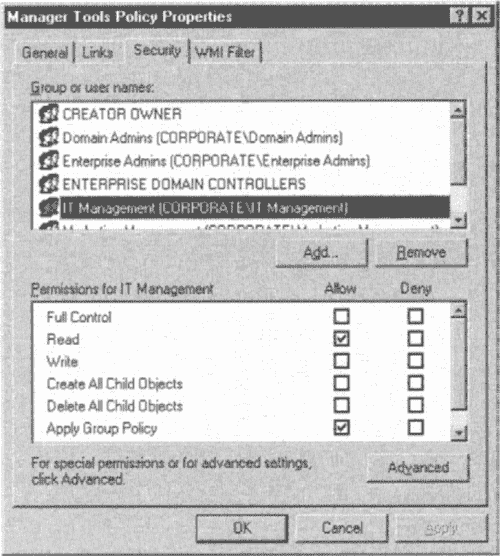 Manager Tools Policy Properties
General Links Security WMI Filter
Group or user names:
CREATOR OWNER
Domain Admins (CORPORATE\Domain Admins)
Enterprise Admins (CORPORATE\Enterprise Admins)
ENTERPRISE DOMAIN CONTROLLERS
IT Management (CORPORATE\IT Management)
Add... Remove
Permissions for IT Management Allow Deny
Full Control
Read
Write
Create All Child Objects
Delete All Child Objects
Apply Group Policy
For special permissions or for advanced settings,
click Advanced.
Advanced
OK Cancel Apply